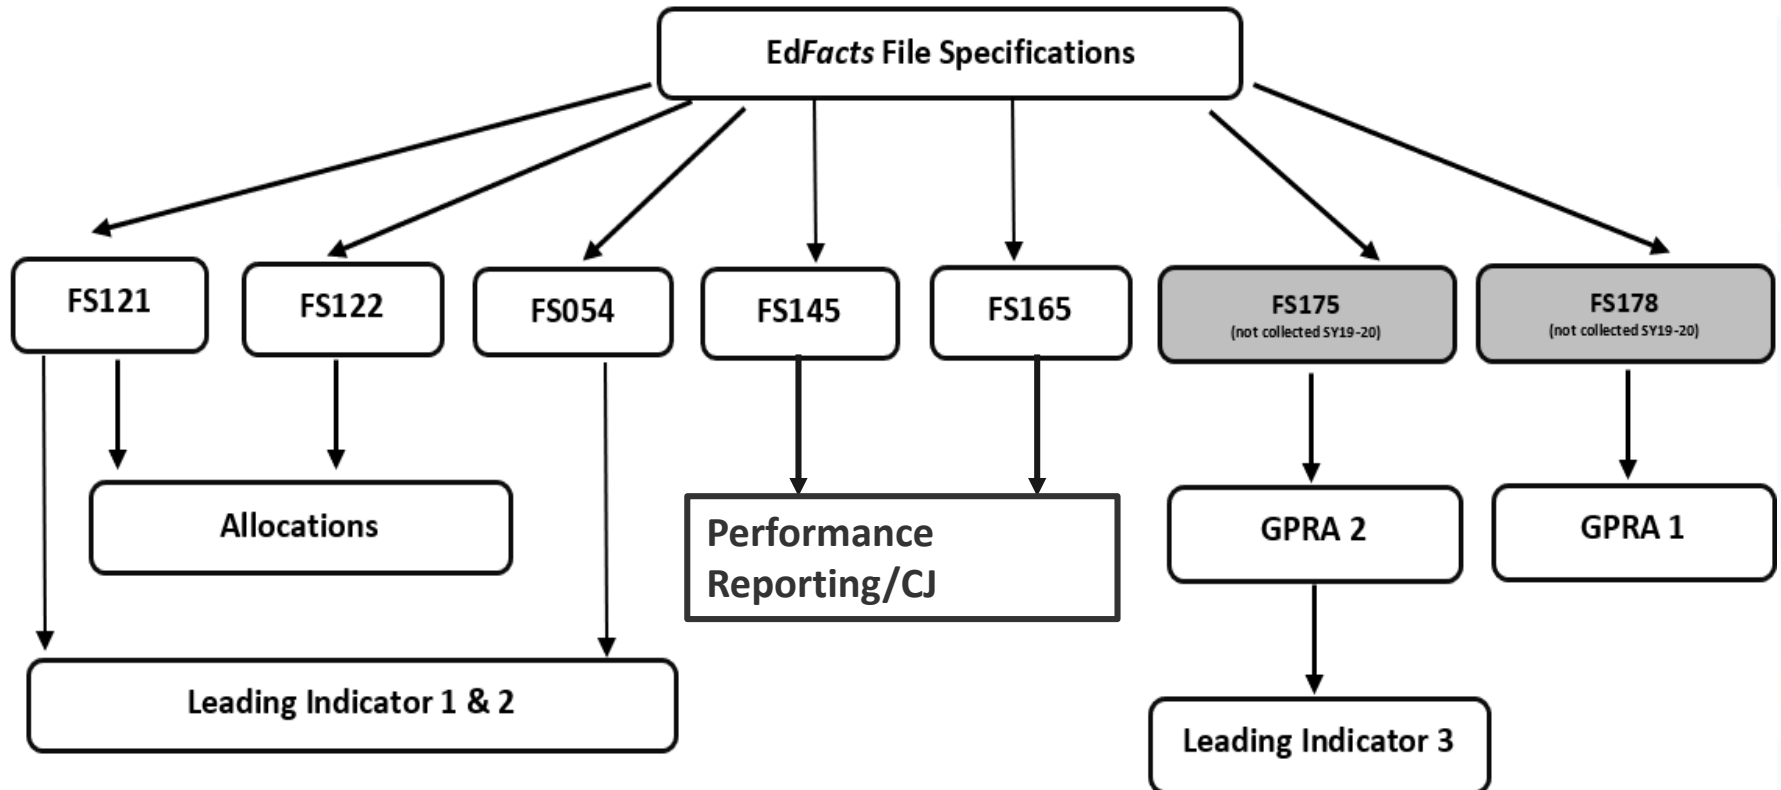 EdFacts File Specifications
FS121
FS122
FS054
FS145
FS165
FS175
(not collected SY19-20)
FS178
(not collected SY19-20)
Allocations
Performance
Reporting/CJ
GPRA 2
GPRA 1
Leading Indicator 1 & 2
Leading Indicator 3